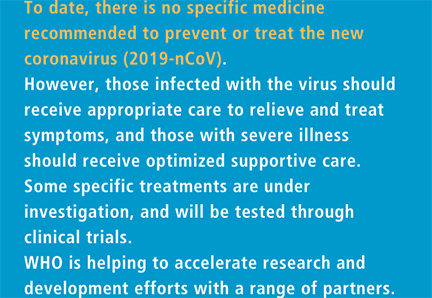 To date, there is no specific medicine
recommended to prevent or treat the new
coronavirus (2019-nCoV).
However, those infected with the virus should
receive appropriate care to relieve and treat
symptoms, and those with severe illness
should receive optimized supportive care.
Some specific treatments are under
investigation, and will be tested through
clinical trials.
WHO is helping to accelerate research and
development efforts with a range of partners.